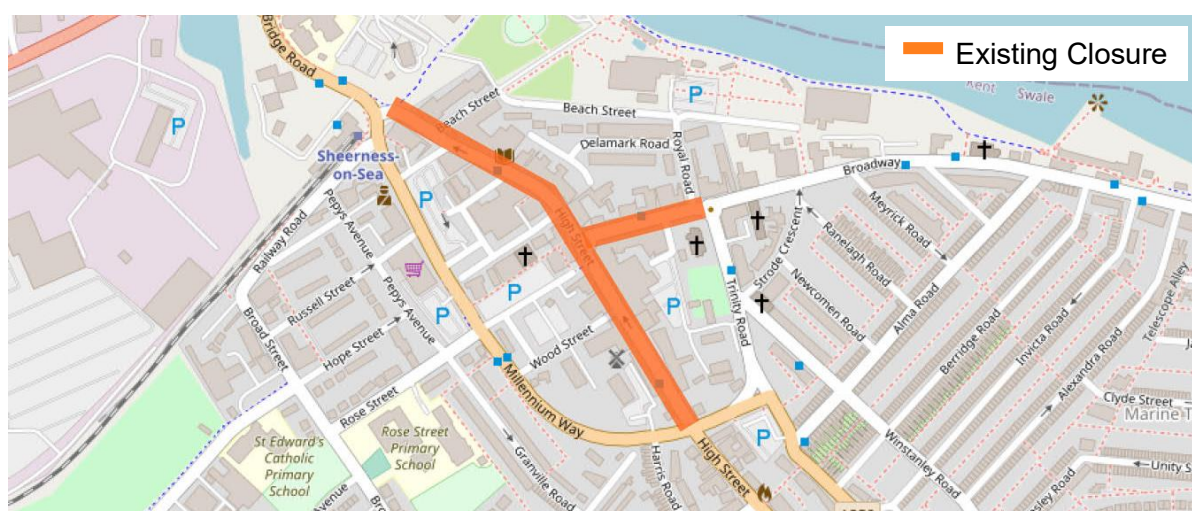 Existing Closure
Bridge Road
Beach Street
Beach Street
P
P
Kent
Swale
Delamark Road
Royal Road
Broadway
Sheerness-
on-Sea
Pepys Avenue
P
High Street
Railway Road
Meyrick Road
Strode Crescent
Ranelagh Road
Newcomen Road
Alma Road
Trinity Road
Telescope Alley
Russell Street
Pepys Avenue
P
P
P
Broad Street
Hope Street
Wood Street
Berridge Road
Invicta Road
Alexandra Road
Rose Street
Millennium Way
Clyde Street
Marine T
St Edward's
Catholic
Primary
School
Rose Street
Primary
School
Granville Road
Harris Road
High Street
P
Winstanley Road
Unity S
Avenue